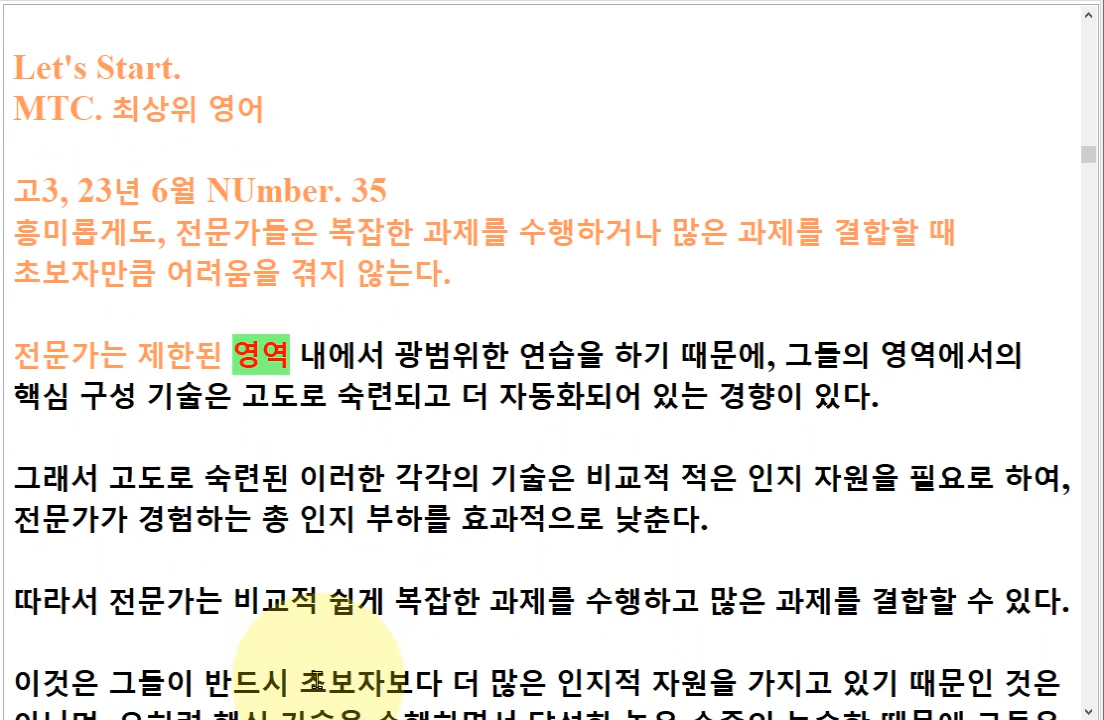 Let's Start.
MTC. 최상위 영어
고3, 23년 6월 NUmber. 35
흥미롭게도, 전문가들은 복잡한 과제를 수행하거나 많은 과제를 결합할 때
초보자만큼 어려움을 겪지 않는다.
전문가는 제한된 영역 내에서 광범위한 연습을 하기 때문에, 그들의 영역에서의
핵심 구성 기술은 고도로 숙련되고 더 자동화되어 있는 경향이 있다.
그래서 고도로 숙련된 이러한 각각의 기술은 비교적 적은 인지 자원을 필요로 하여,
전문가가 경험하는 총 인지 부하를 효과적으로 낮춘다.
따라서 전문가는 비교적 쉽게 복잡한 과제를 수행하고 많은 과제를 결합할 수 있다.
이것은 그들이 반드시 초보자보다 더 많은 인지적 자원을 가지고 있기 때문인 것은